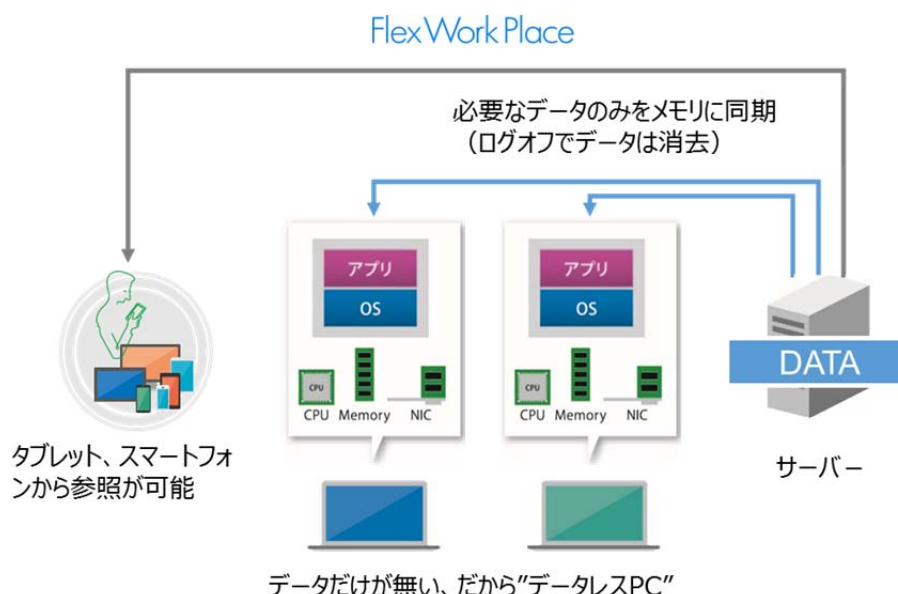 Flex Work Place
必要なデータのみをメモリに同期
（ログオフでデータは消去）
アプリ
OS
CPU
CPU Memory NIC
アプリ
OS
CPU
CPU Memory NIC
DATA
サーバー
タブレット、スマートフォ
ンから参照が可能
データだけが無い、だから”データレスPC”